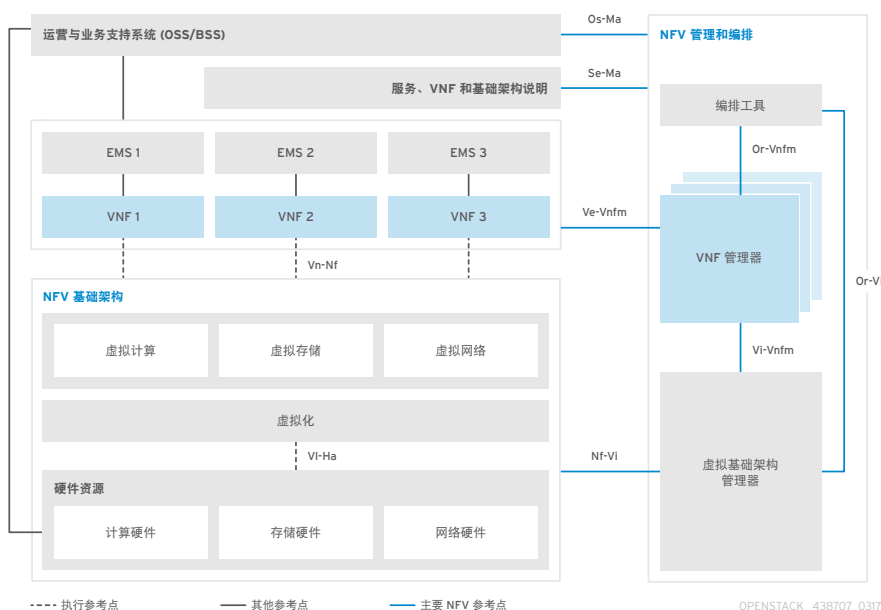 运营与业务支持系统 (OSS/BSS)
Os-Ma
NFV 管理和编排
服务、VNF 和基础架构说明
Se-Ma
编排工具
EMS 1
EMS 2
EMS 3
Or-Vnfm
VNF 1
VNF 2
VNF 3
Ve-Vnfm
VNF 管理器
Vn-Nf
Or-Vi
NFV 基础架构
虚拟计算
虚拟存储
虚拟网络
Vi-Vnfm
虚拟化
VI-Ha
Nf-Vi
虚拟基础架构
管理器
硬件资源
计算硬件
存储硬件
网络硬件
执行参考点
其他参考点
主要 NFV 参考点
OPENSTACK_438707_0317